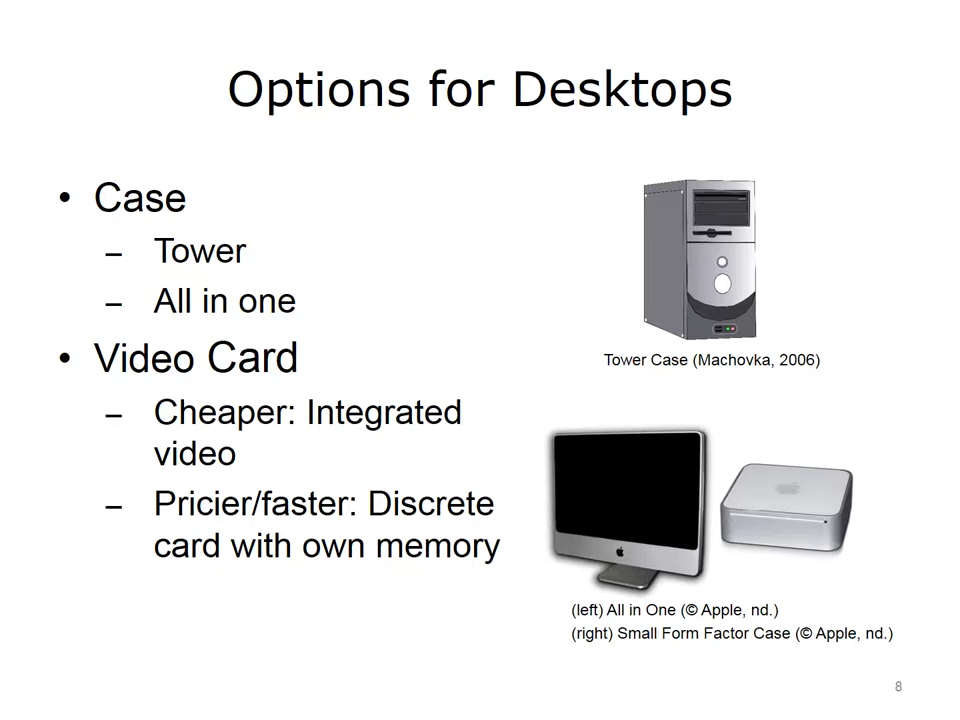 Options for Desktops
• Case
– Tower
– All in one
• Video Card
– Cheaper: Integrated
video
– Pricier/faster: Discrete
card with own memory
Tower Case (Machovka, 2006)
(left) All in One (© Apple, nd.)
(right) Small Form Factor Case (© Apple, nd.)
8